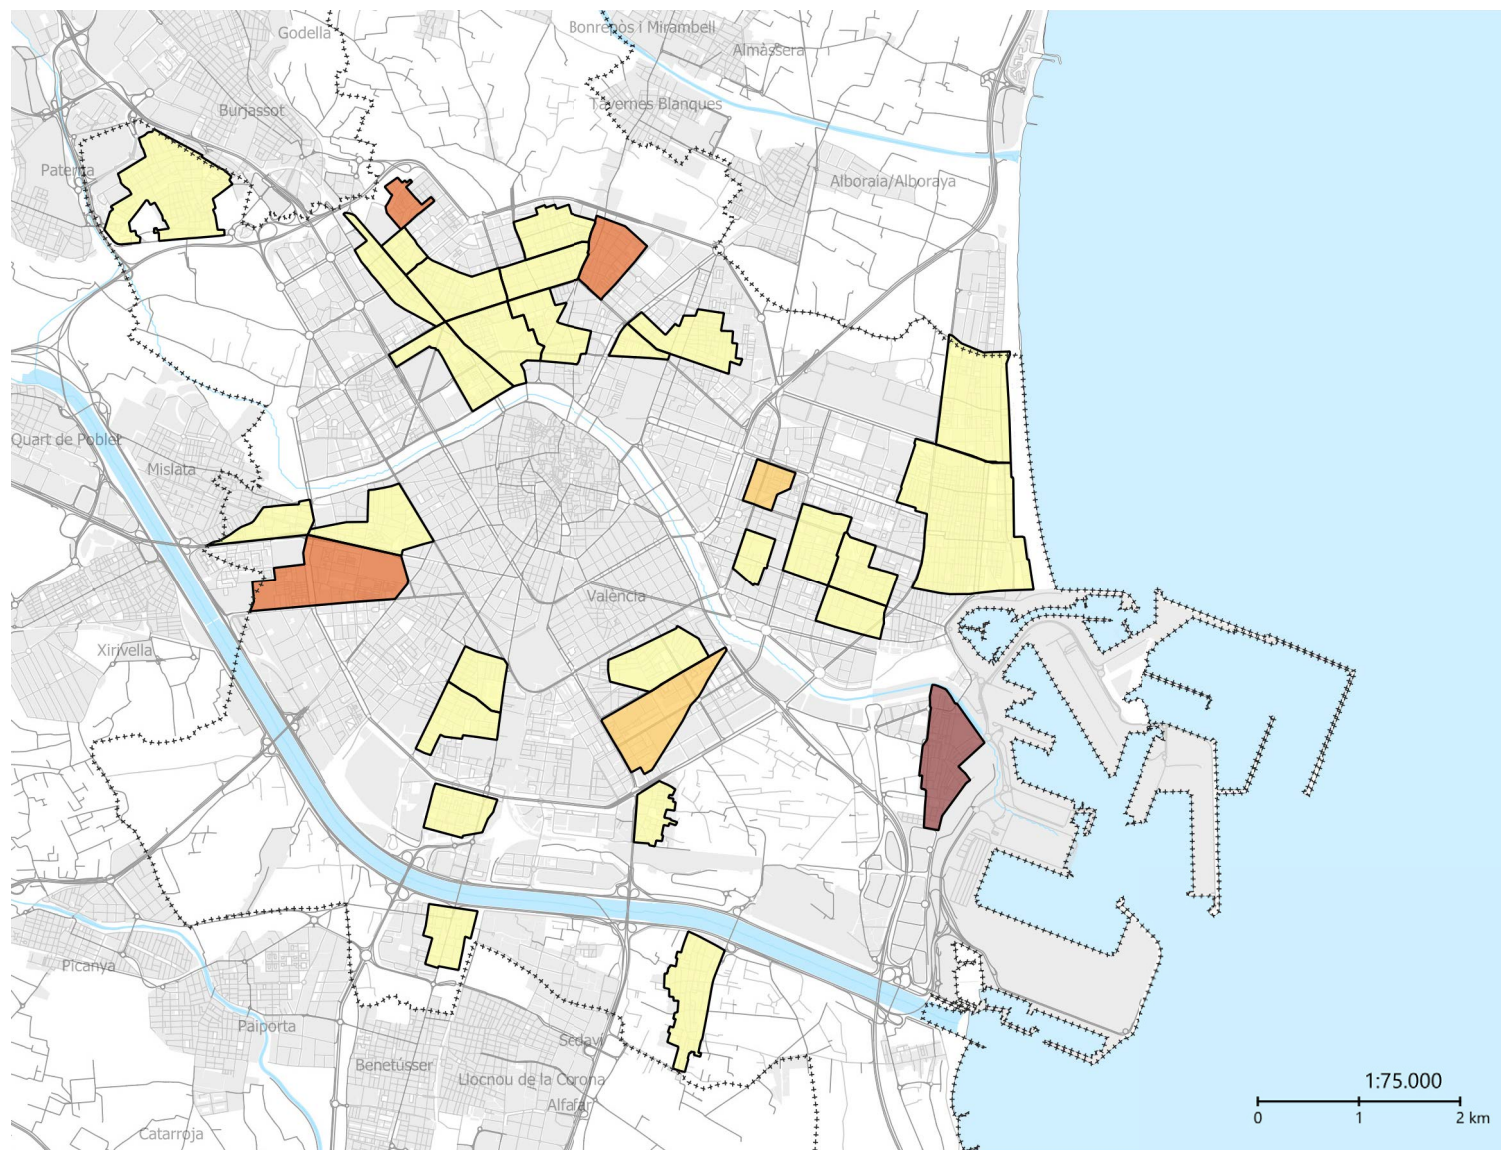 Godella
Bonrepòs i Mirambell
Almàssera
Burjassot
Tavernes Blanques
Paterna
Alboraia/Alboraya
Quart de Poblet
Mislata
València
Xirivella
Picanya
Paiporta
Sedaví
Benetússer
Llocnou de la Corona
Alfafar
Catarroja
1:75.000
0 1 2 km